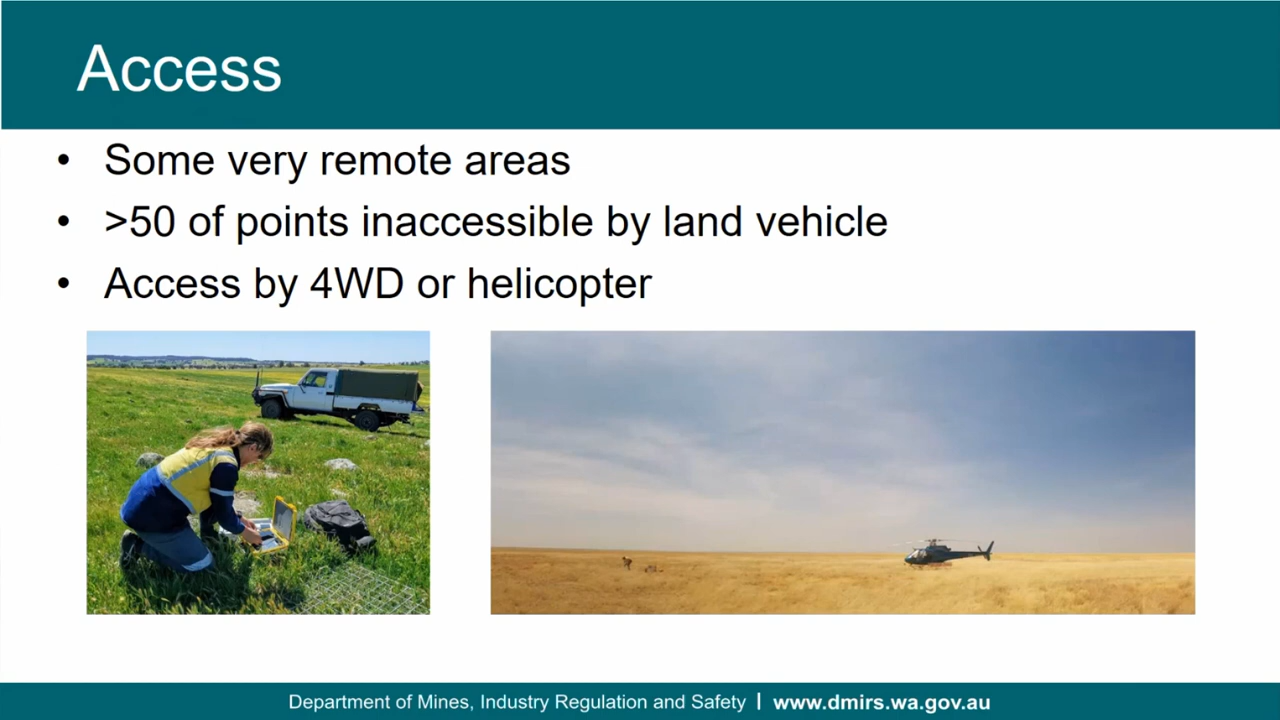 Access
• Some very remote areas
• >50 of points inaccessible by land vehicle
• Access by 4WD or helicopter
Department of Mines, Industry Regulation and Safety | www.dmirs.wa.gov.au